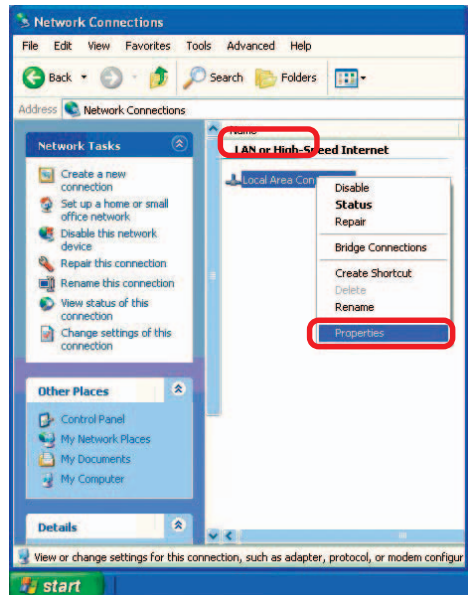 Network Connections
File Edit View Favorites Tools Advanced Help
Back Search Folders
Address Network Connections
Network Tasks
Create a new
connection
Set up a home or small
office network
Disable this network
device
Repair this connection
Rename this connection
View status of this
connection
Change settings of this
connection
Other Places
Control Panel
My Network Places
My Documents
My Computer
Details
Name
LAN or High-Speed Internet
Local Area Con
Disable
Status
Repair
Bridge Connections
Create Shortcut
Delete
Rename
Properties
View or change settings for this connection, such as adapter, protocol, or modem configur
start